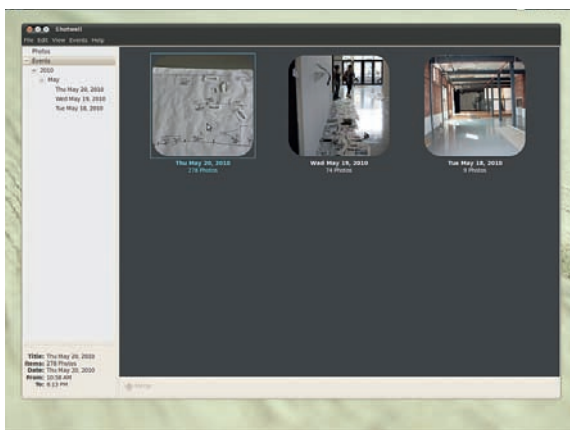 Shotwell
File Edit View Events Help
Photos
Events
2010
May
Thu May 20, 2010
Wed May 19, 2010
Tue May 18, 2010
Thu May 20, 2010
278 Photos
Wed May 19, 2010
74 Photos
Tue May 18, 2010
9 Photos
Title: Thu May 20, 2010
Items: 278 Photos
Date: Thu May 20, 2010
From: 10:58 AM
To: 6:13 PM
Merge